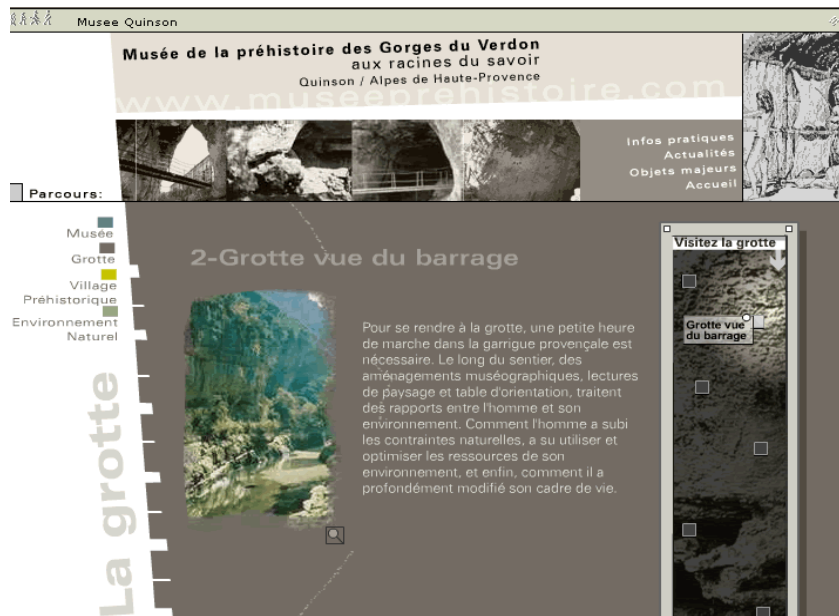 Musee Quinson
Musée de la préhistoire des Gorges du Verdon
aux racines du savoir
Quinson / Alpes de Haute-Provence
www.museeprehistoire.com
Infos pratiques
Actualités
Objets majeurs
Accueil
Parcours:
Musée
Grotte
Village
Préhistorique
Environnement
Naturel
La grotte
2-Grotte vue du barrage
Pour se rendre à la grotte, une petite heure
de marche dans la garrigue provençale est
nécessaire. Le long du sentier, des
aménagements muséographiques, lectures
de paysage et table d'orientation, traitent
des rapports entre l'homme et son
environnement. Comment l'homme a subi
les contraintes naturelles, a su utiliser et
optimiser les ressources de son
environnement, et enfin, comment il a
profondément modifié son cadre de vie.
Visitez la grotte
Grotte vue
du barrage